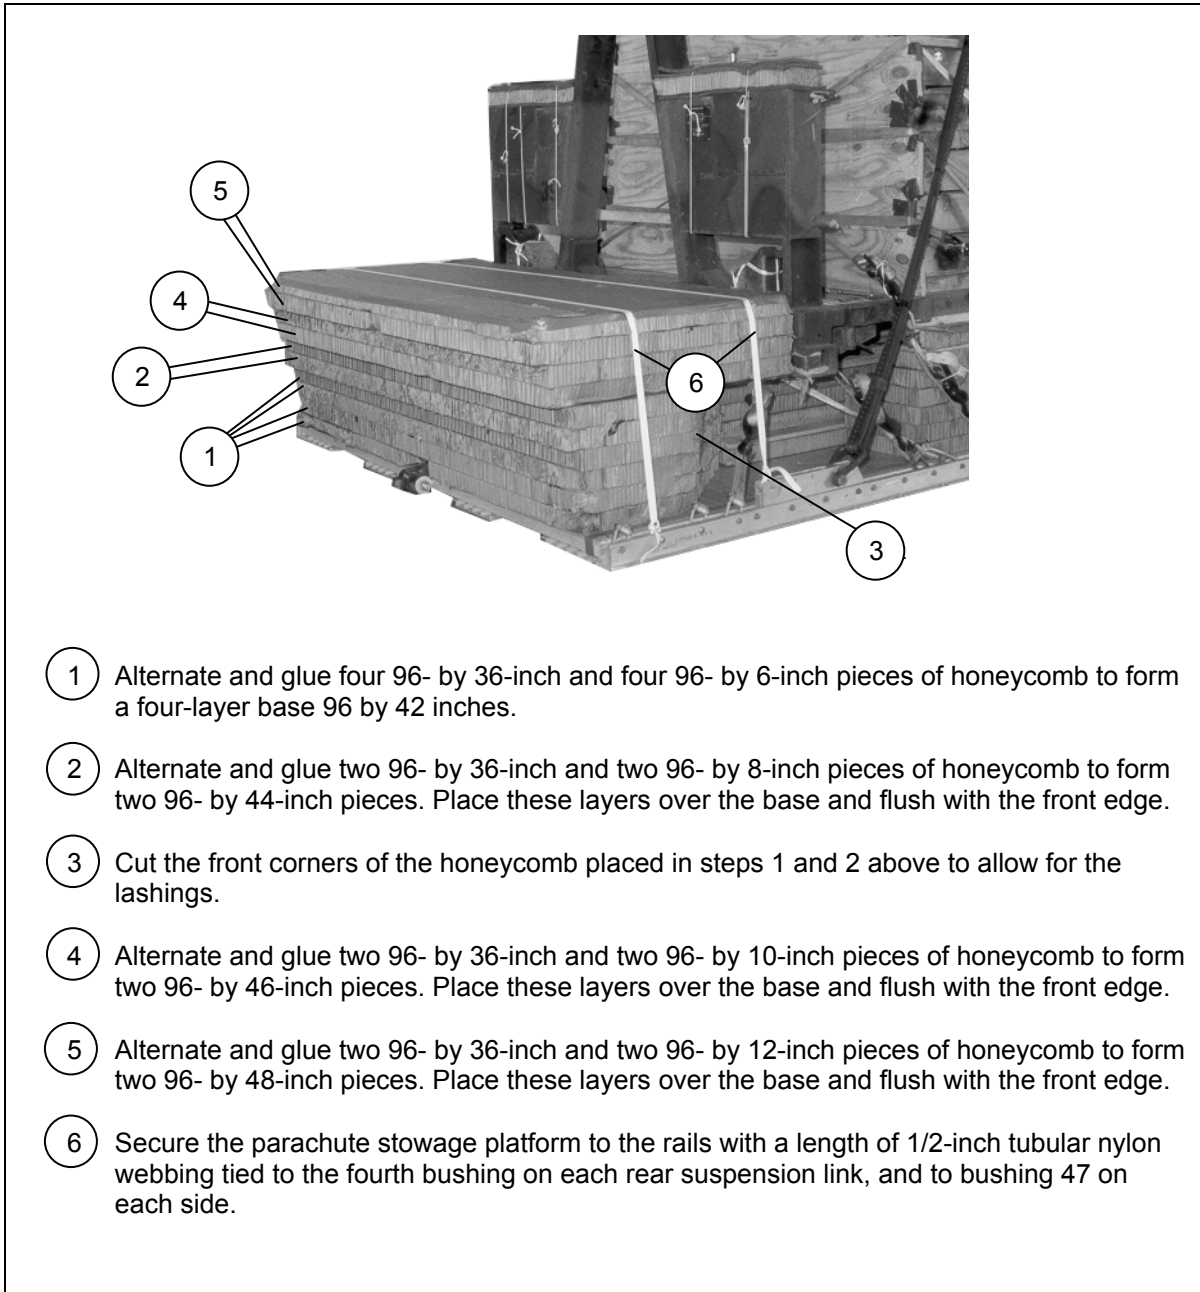 5
4
2
1
6
3
1 Alternate and glue four 96- by 36-inch and four 96- by 6-inch pieces of honeycomb to form
a four-layer base 96 by 42 inches.
2 Alternate and glue two 96- by 36-inch and two 96- by 8-inch pieces of honeycomb to form
two 96- by 44-inch pieces. Place these layers over the base and flush with the front edge.
3 Cut the front corners of the honeycomb placed in steps 1 and 2 above to allow for the
lashings.
4 Alternate and glue two 96- by 36-inch and two 96- by 10-inch pieces of honeycomb to form
two 96- by 46-inch pieces. Place these layers over the base and flush with the front edge.
5 Alternate and glue two 96- by 36-inch and two 96- by 12-inch pieces of honeycomb to form
two 96- by 48-inch pieces. Place these layers over the base and flush with the front edge.
6 Secure the parachute stowage platform to the rails with a length of 1/2-inch tubular nylon
webbing tied to the fourth bushing on each rear suspension link, and to bushing 47 on
each side.